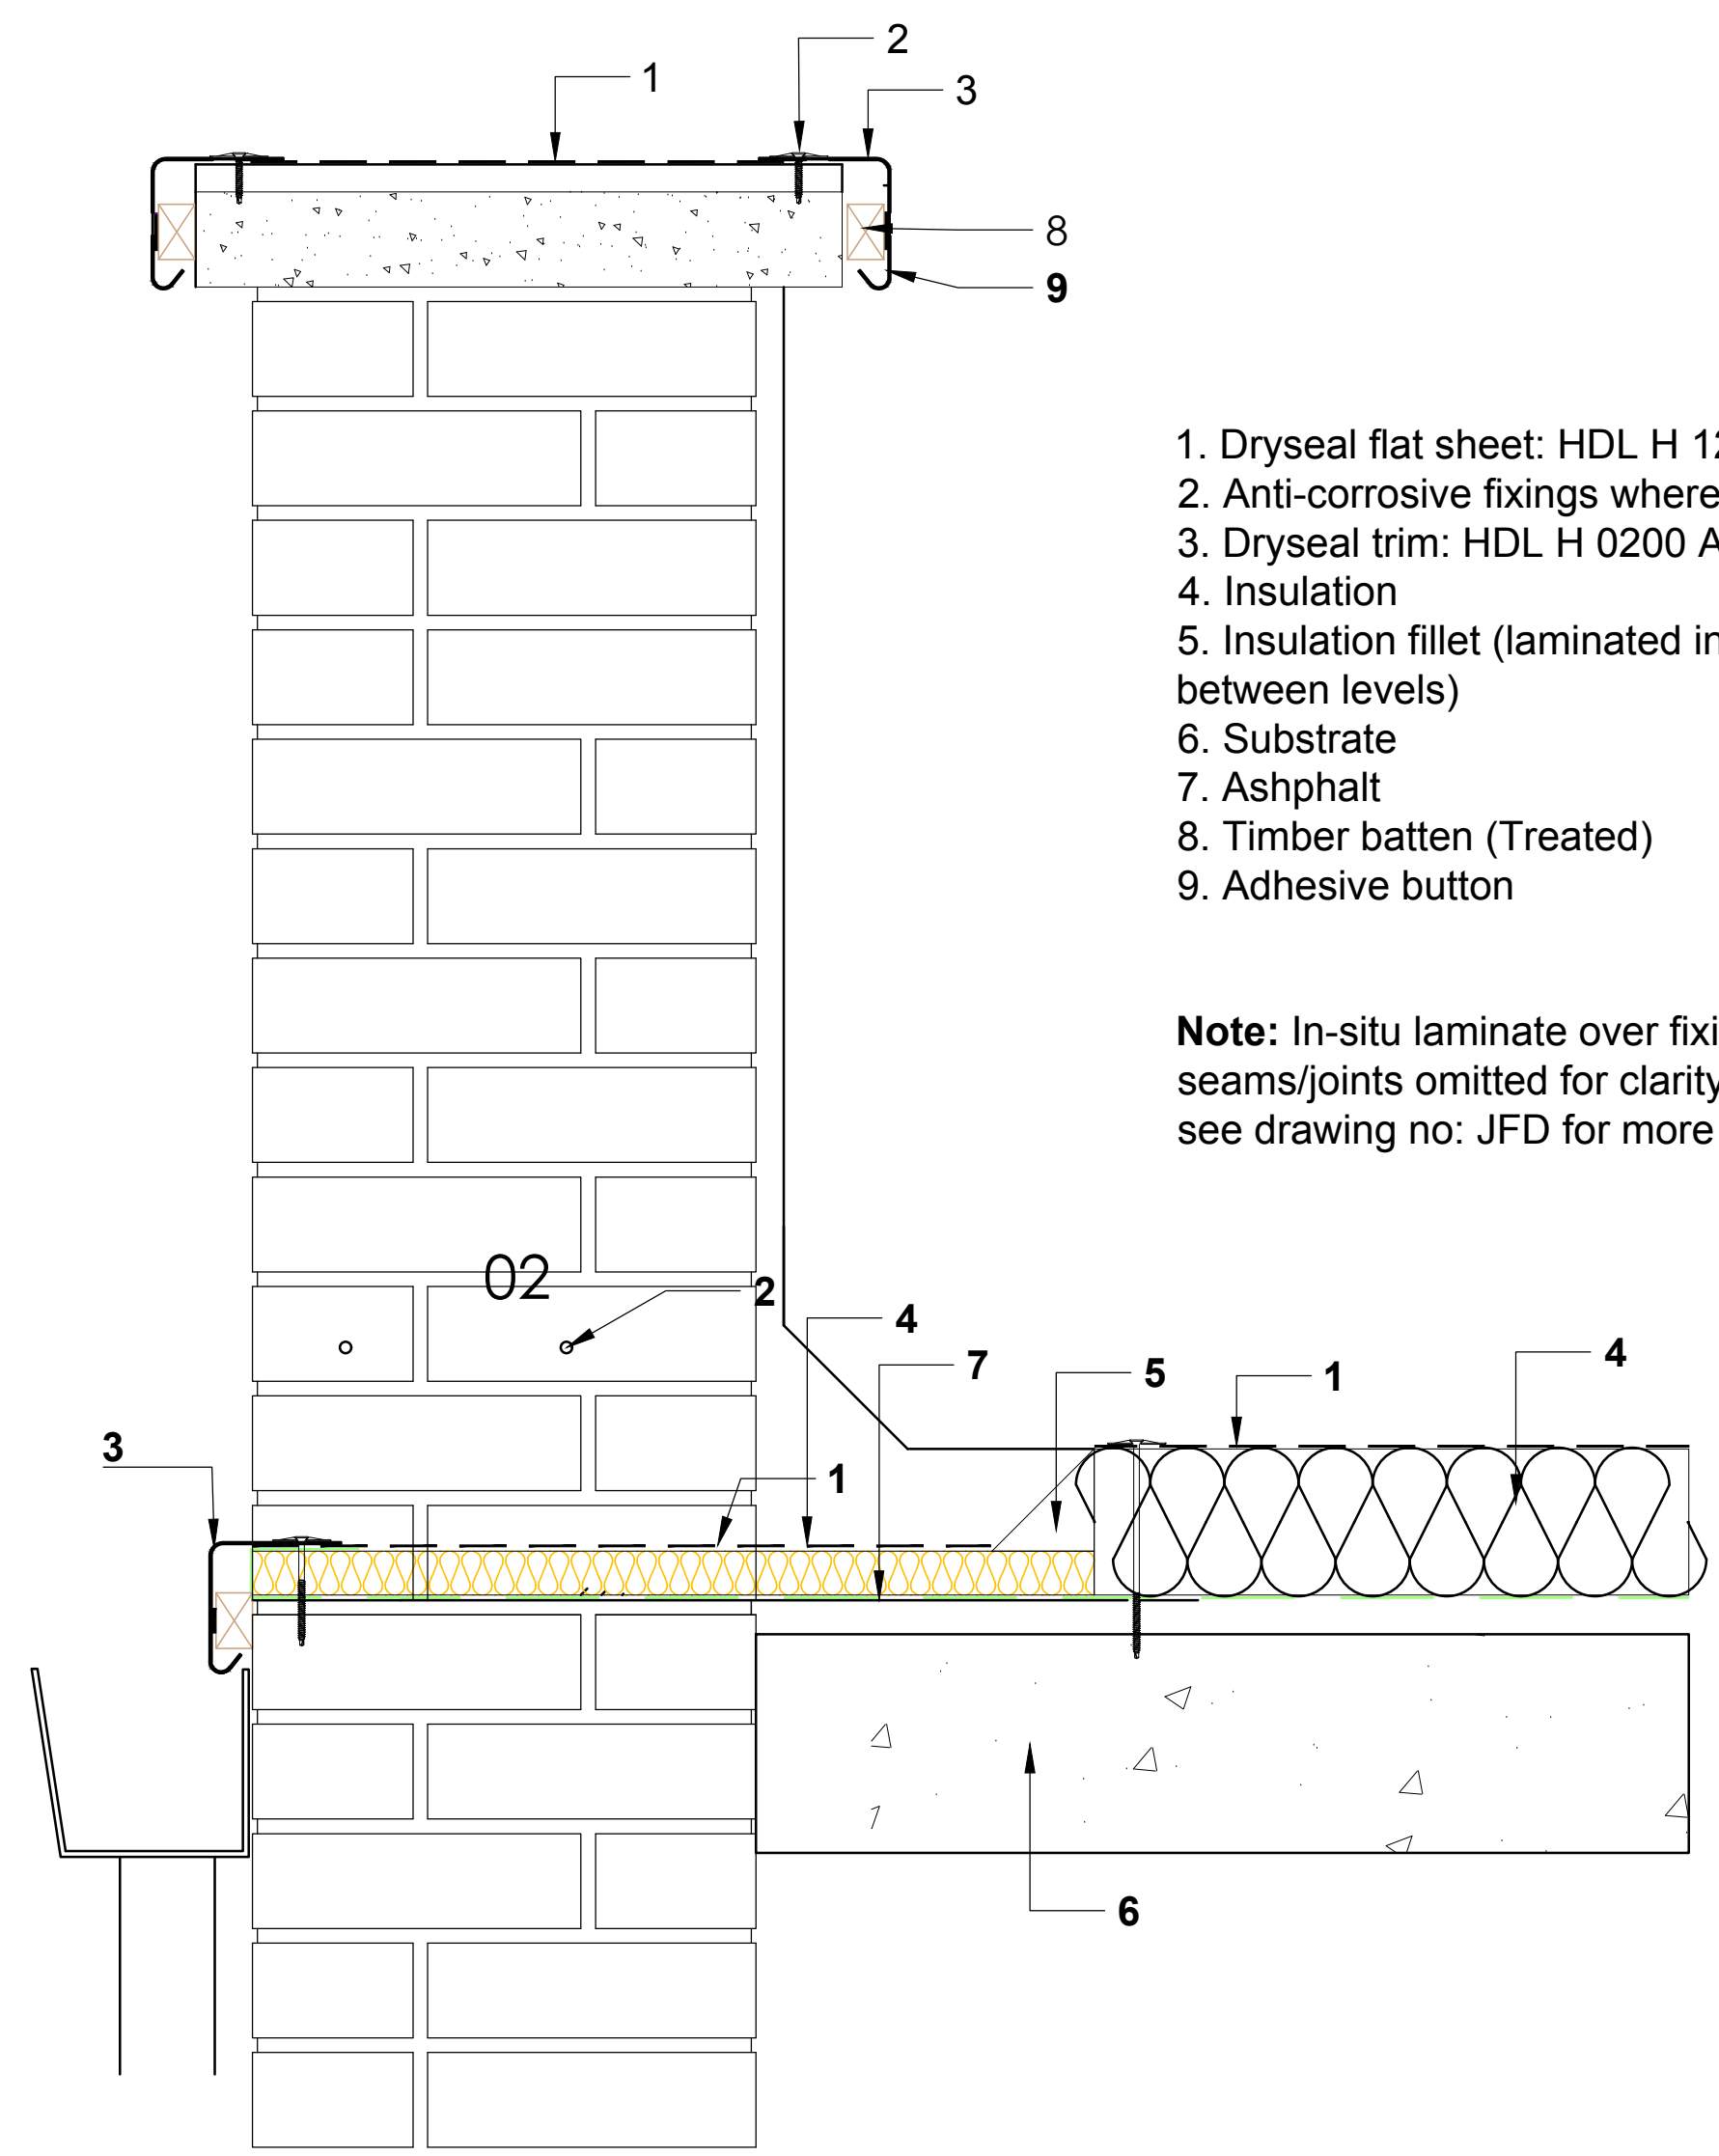 2
1
3
8
9
1. Dryseal flat sheet: HDL H 12
2. Anti-corrosive fixings where
3. Dryseal trim: HDL H 0200 A
4. Insulation
5. Insulation fillet (laminated in
between levels)
6. Substrate
7. Ashphalt
8. Timber batten (Treated)
9. Adhesive button
Note: In-situ laminate over fixi
seams/joints omitted for clarity
see drawing no: JFD for more
02
2
4
7
5
1
4
3
1
6